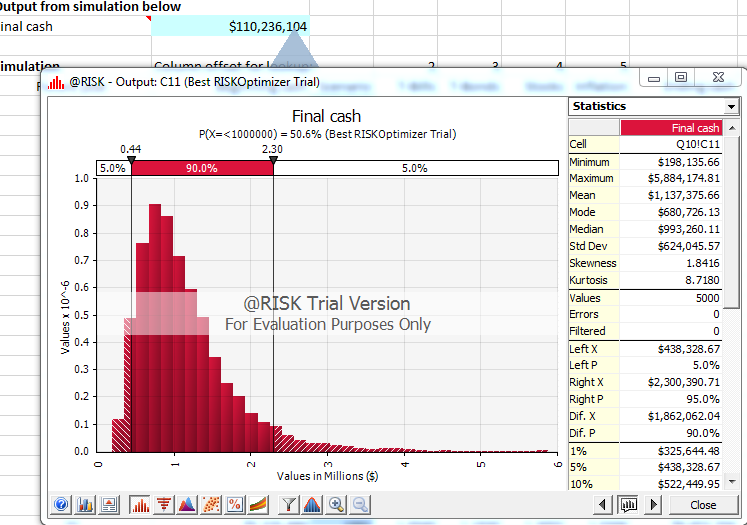 Output from simulation below
Final cash $110,236,104
Simulation
2 3 4 5
@RISK - Output: C11 (Best RISKOptimizer Trial)
Final cash
P(X=<1000000) = 50.6% (Best RISKOptimizer Trial)
0.44 2.30
5.0% 90.0% 5.0%
1.0
0.9
0.8
0.7
0.6
0.5
0.4
0.3
0.2
0.1
0.0
Values x 10^-6
0 1 2 3 4 5 6
Values in Millions ($)
@RISK Trial Version
For Evaluation Purposes Only
Statistics
Final cash
Cell Q10!C11
Minimum $198,135.66
Maximum $5,884,174.81
Mean $1,137,375.66
Mode $680,726.13
Median $993,260.11
Std Dev $624,045.57
Skewness 1.8416
Kurtosis 8.7180
Values 5000
Errors 0
Filtered 0
Left X $438,328.67
Left P 5.0%
Right X $2,300,390.71
Right P 95.0%
Dif. X $1,862,062.04
Dif. P 90.0%
1% $325,644.48
5% $438,328.67
10% $522,449.95
Close